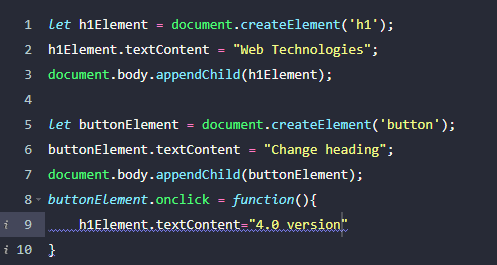 1 let h1Element = document.createElement('h1');
2 h1Element.textContent = "Web Technologies";
3 document.body.appendChild(h1Element);
4
5 let buttonElement = document.createElement('button');
6 buttonElement.textContent = "Change heading";
7 document.body.appendChild(buttonElement);
8 buttonElement.onclick = function(){
i 9     h1Element.textContent="4.0 version"
i 10 }